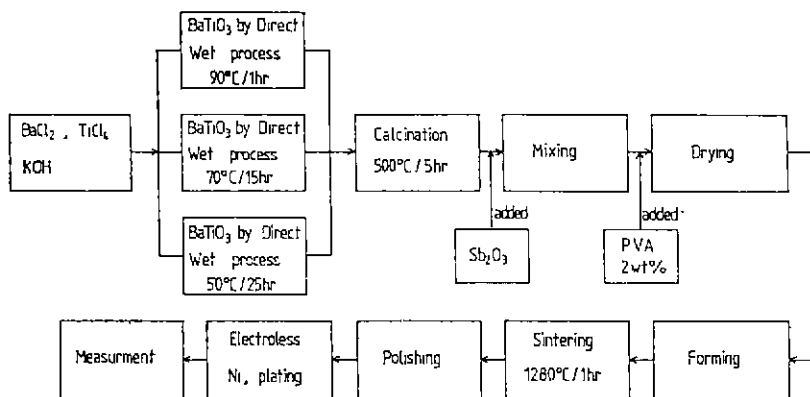 BaTiO3 by Direct
Wet process
90°C/1hr
BaCl2 , TiCl4
KOH
BaTiO3 by Direct
Wet process
70°C/15hr
BaTiO3 by Direct
Wet process
50°C/25hr
Calcination
500°C/5hr
Mixing
Drying
added
Sb2O3
added
PVA
2wt%
Measurment
Electroless
Ni, plating
Polishing
Sintering
1280°C/1hr
Forming